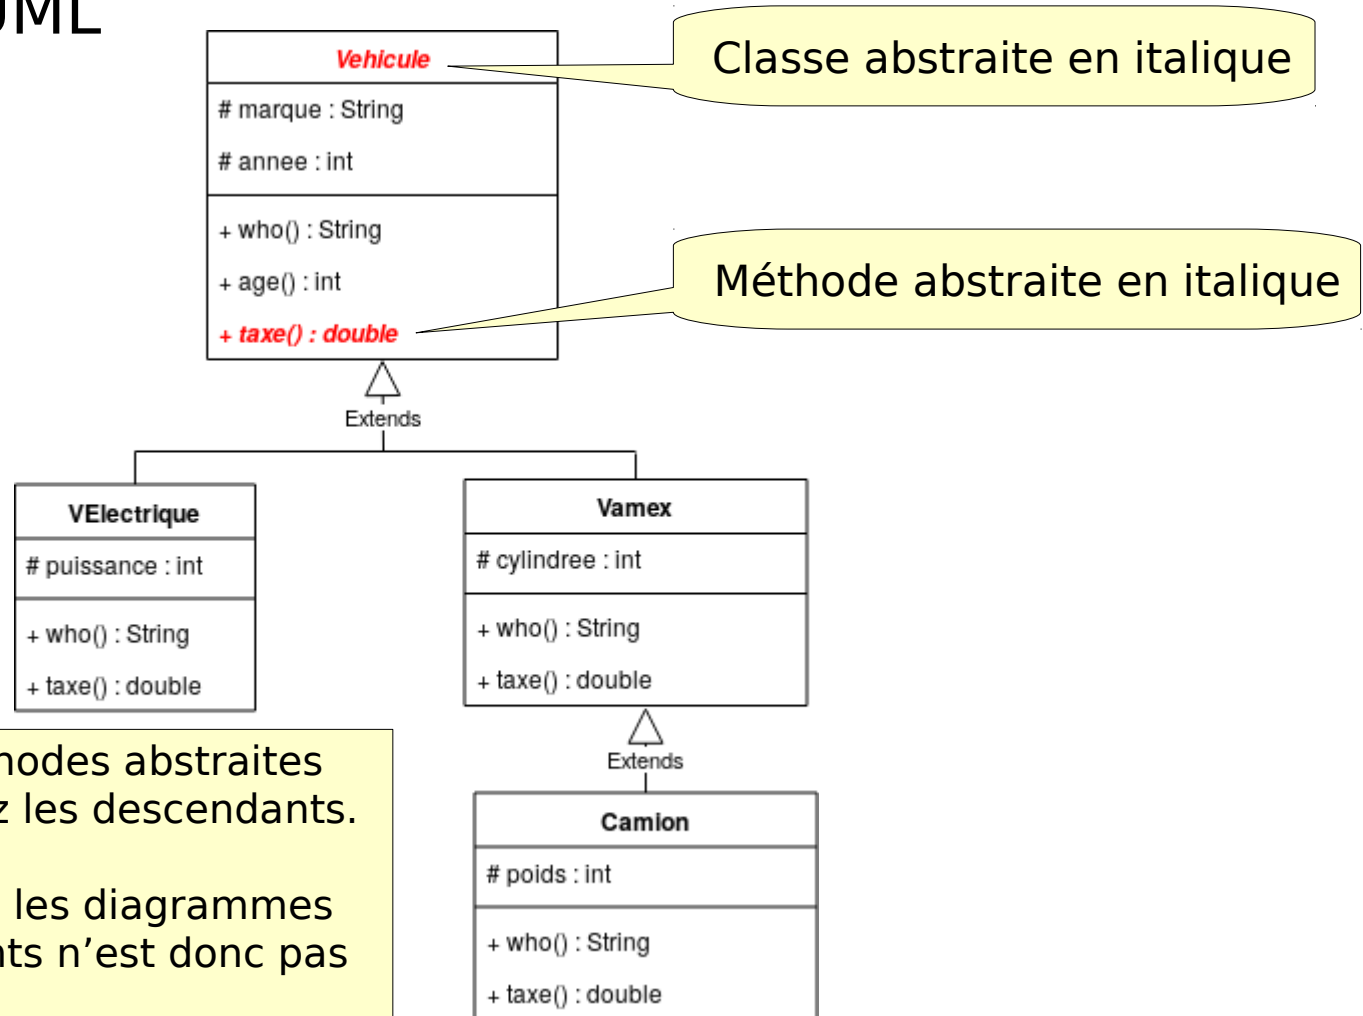 UML
Vehicule
Classe abstraite en italique
# marque : String
# annee : int
+ who() : String
+ age() : int
+ taxe() : double
Méthode abstraite en italique
Extends
VElectrique
# puissance : int
+ who() : String
+ taxe() : double
Vamex
# cylindree : int
+ who() : String
+ taxe() : double
Extends
abstraites
les descendants.
les diagrammes
n’est donc pas
Camion
# poids : int
+ who() : String
+ taxe() : double